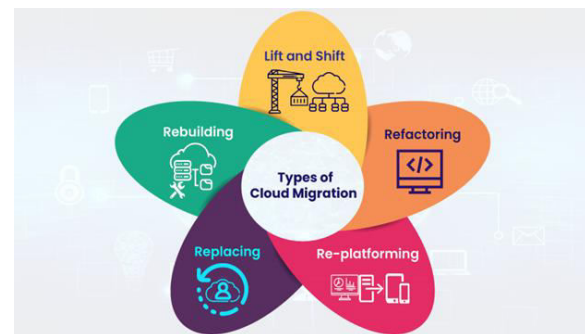 Lift and Shift
Rebuilding
Refactoring
</>
Types of
Cloud Migration
Replacing
Re-platforming